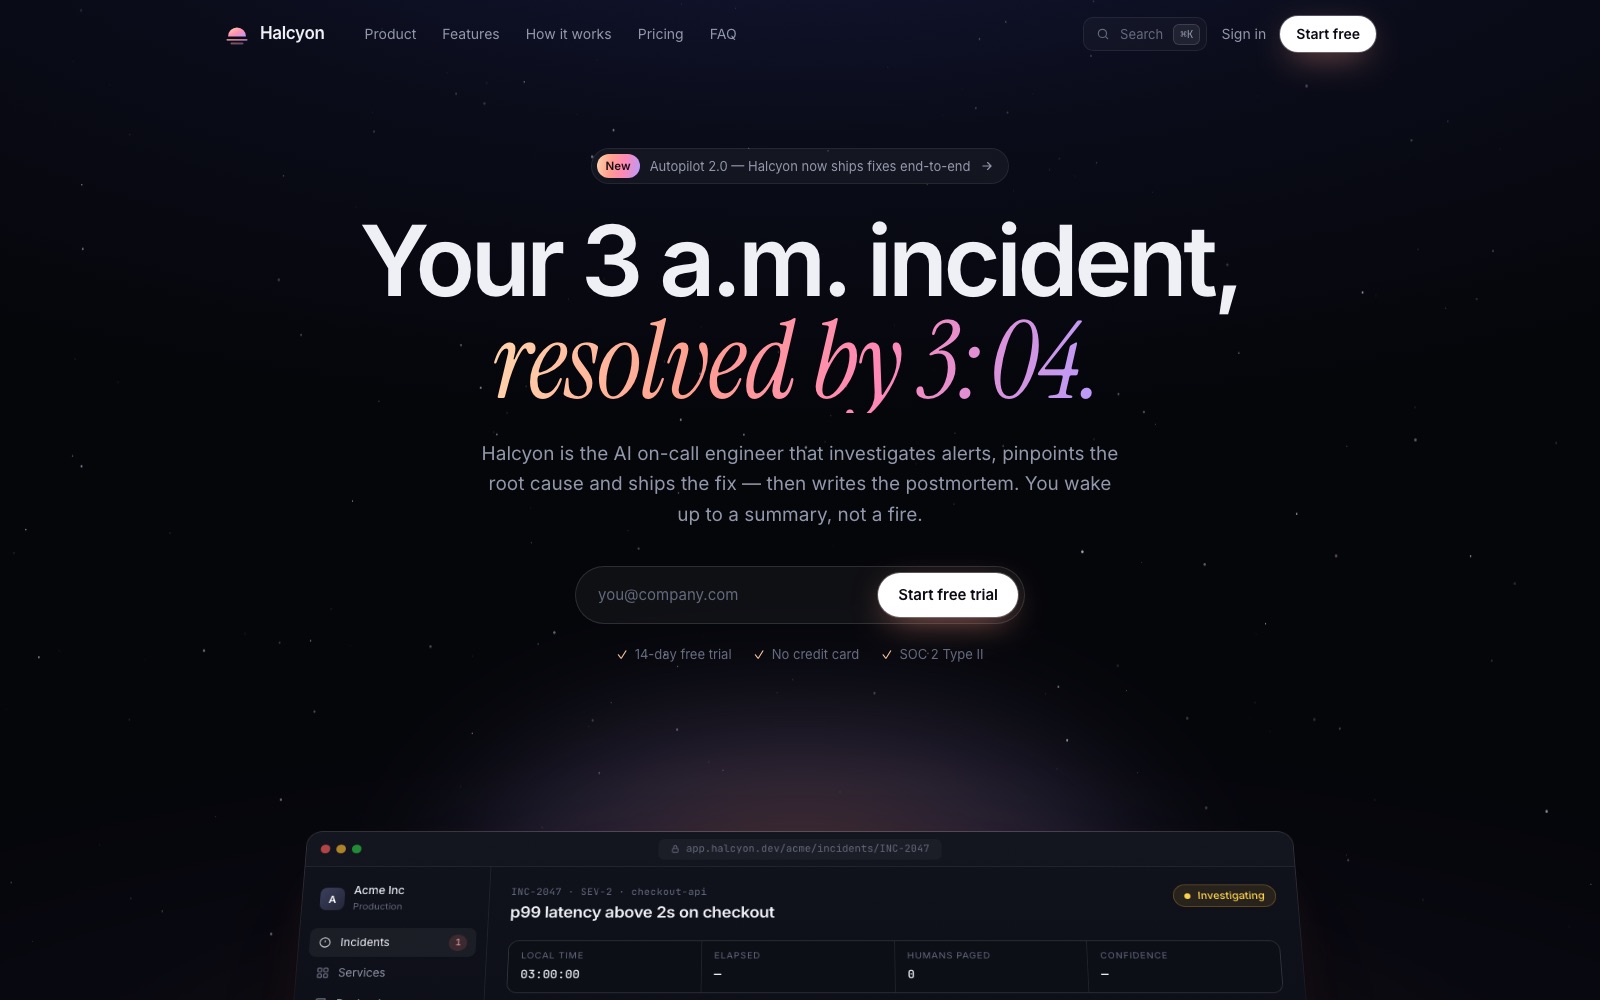 Halcyon
Product
Features
How it works
Pricing
FAQ
Search
⌘K
Sign in
Start free
New
Autopilot 2.0 — Halcyon now ships fixes end-to-end →
Your 3 a.m. incident,
resolved by 3:04.
Halcyon is the AI on-call engineer that investigates alerts, pinpoints the
root cause and ships the fix — then writes the postmortem. You wake
up to a summary, not a fire.
you@company.com
Start free trial
✓ 14-day free trial
✓ No credit card
✓ SOC 2 Type II
app.halcyon.dev/acme/incidents/INC-2047
A
Acme Inc
Production
INC-2047 · SEV-2 · checkout-api
p99 latency above 2s on checkout
Investigating
Incidents
1
Services
LOCAL TIME
03:00:00
ELAPSED
—
HUMANS PAGED
0
CONFIDENCE
—